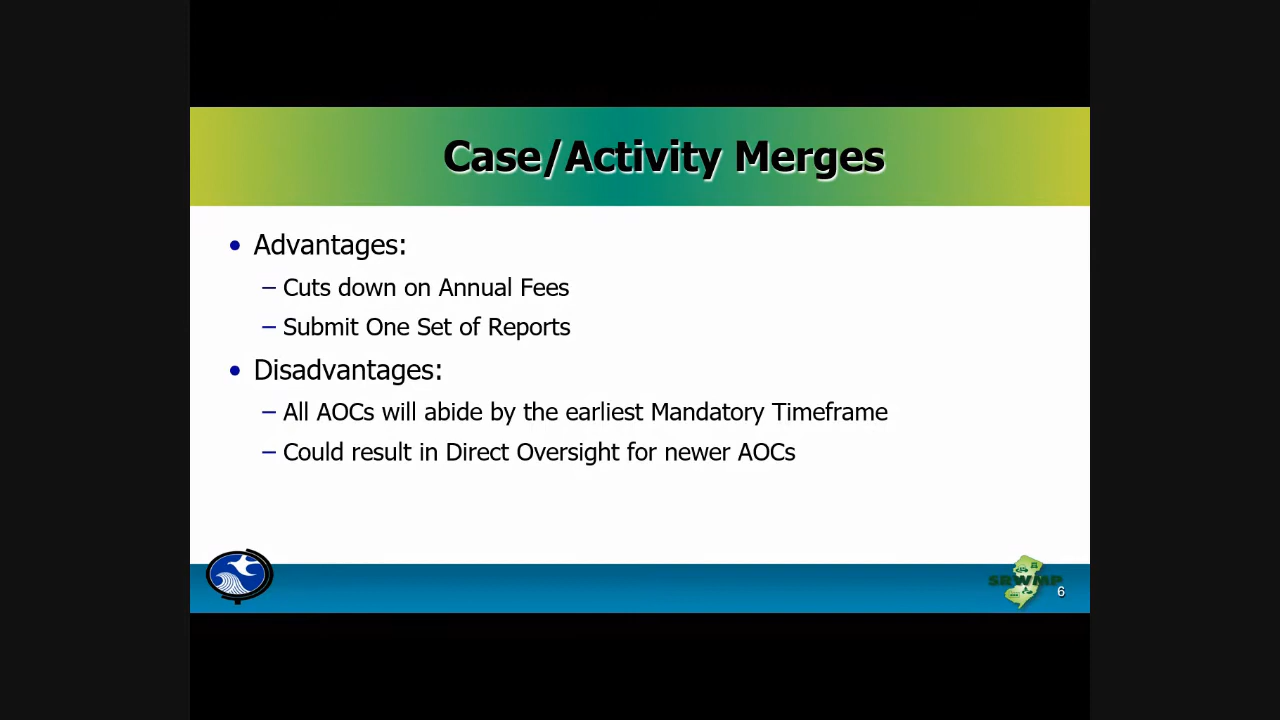 Case/Activity Merges
• Advantages:
– Cuts down on Annual Fees
– Submit One Set of Reports
• Disadvantages:
– All AOCs will abide by the earliest Mandatory Timeframe
– Could result in Direct Oversight for newer AOCs
SRWMP
6